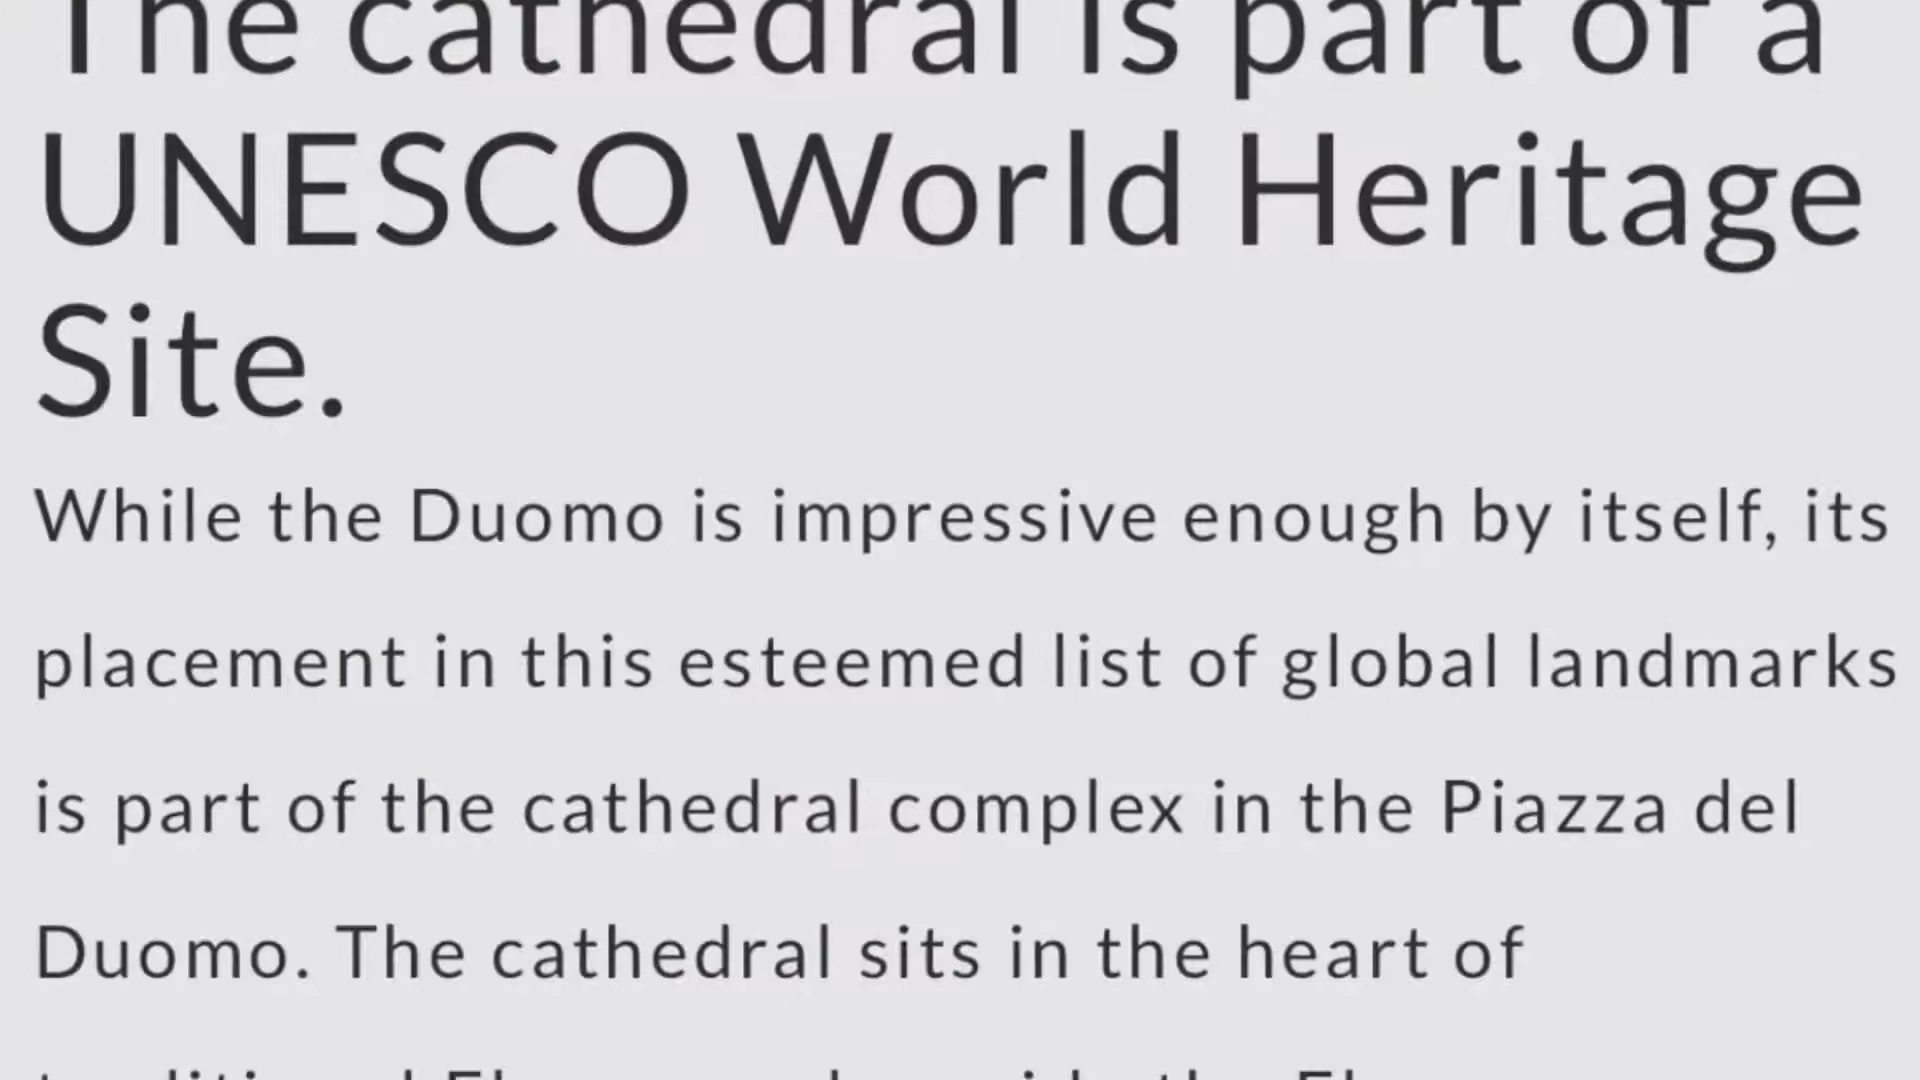 The cathedral is part of a
UNESCO World Heritage
Site.
While the Duomo is impressive enough by itself, its
placement in this esteemed list of global landmarks
is part of the cathedral complex in the Piazza del
Duomo. The cathedral sits in the heart of